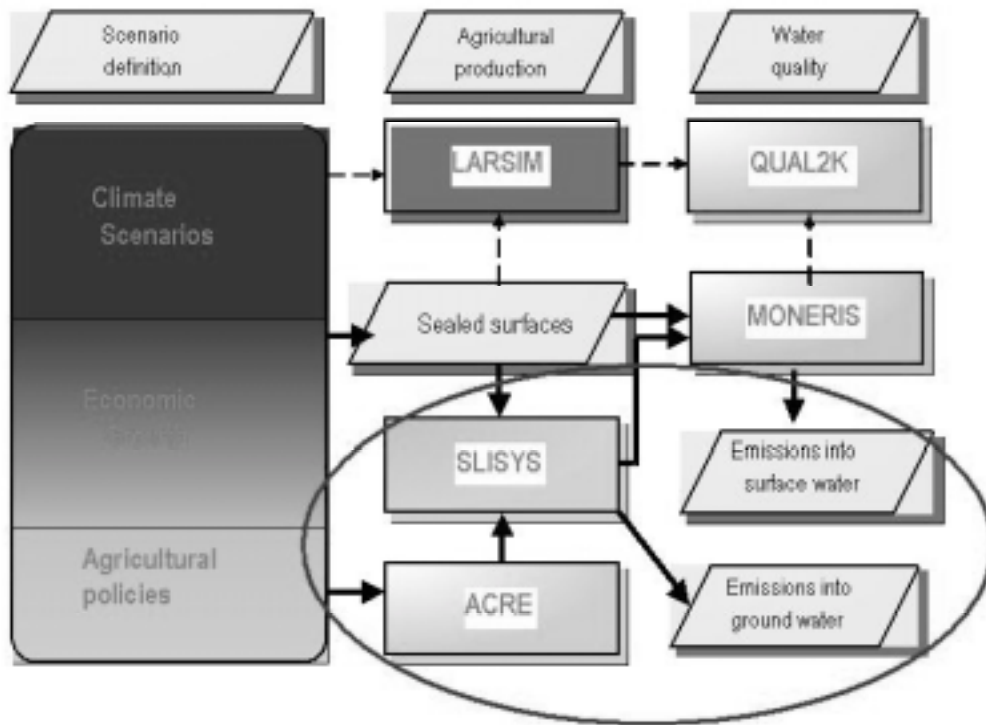 Scenario
definition
Agricultural
production
Water
quality
LARSIM
QUAL2K
Climate
Scenarios
Sealed surfaces
MONERIS
Economic
SLISYS
Emissions into
surface water
Agricultural
policies
ACRE
Emissions into
ground water